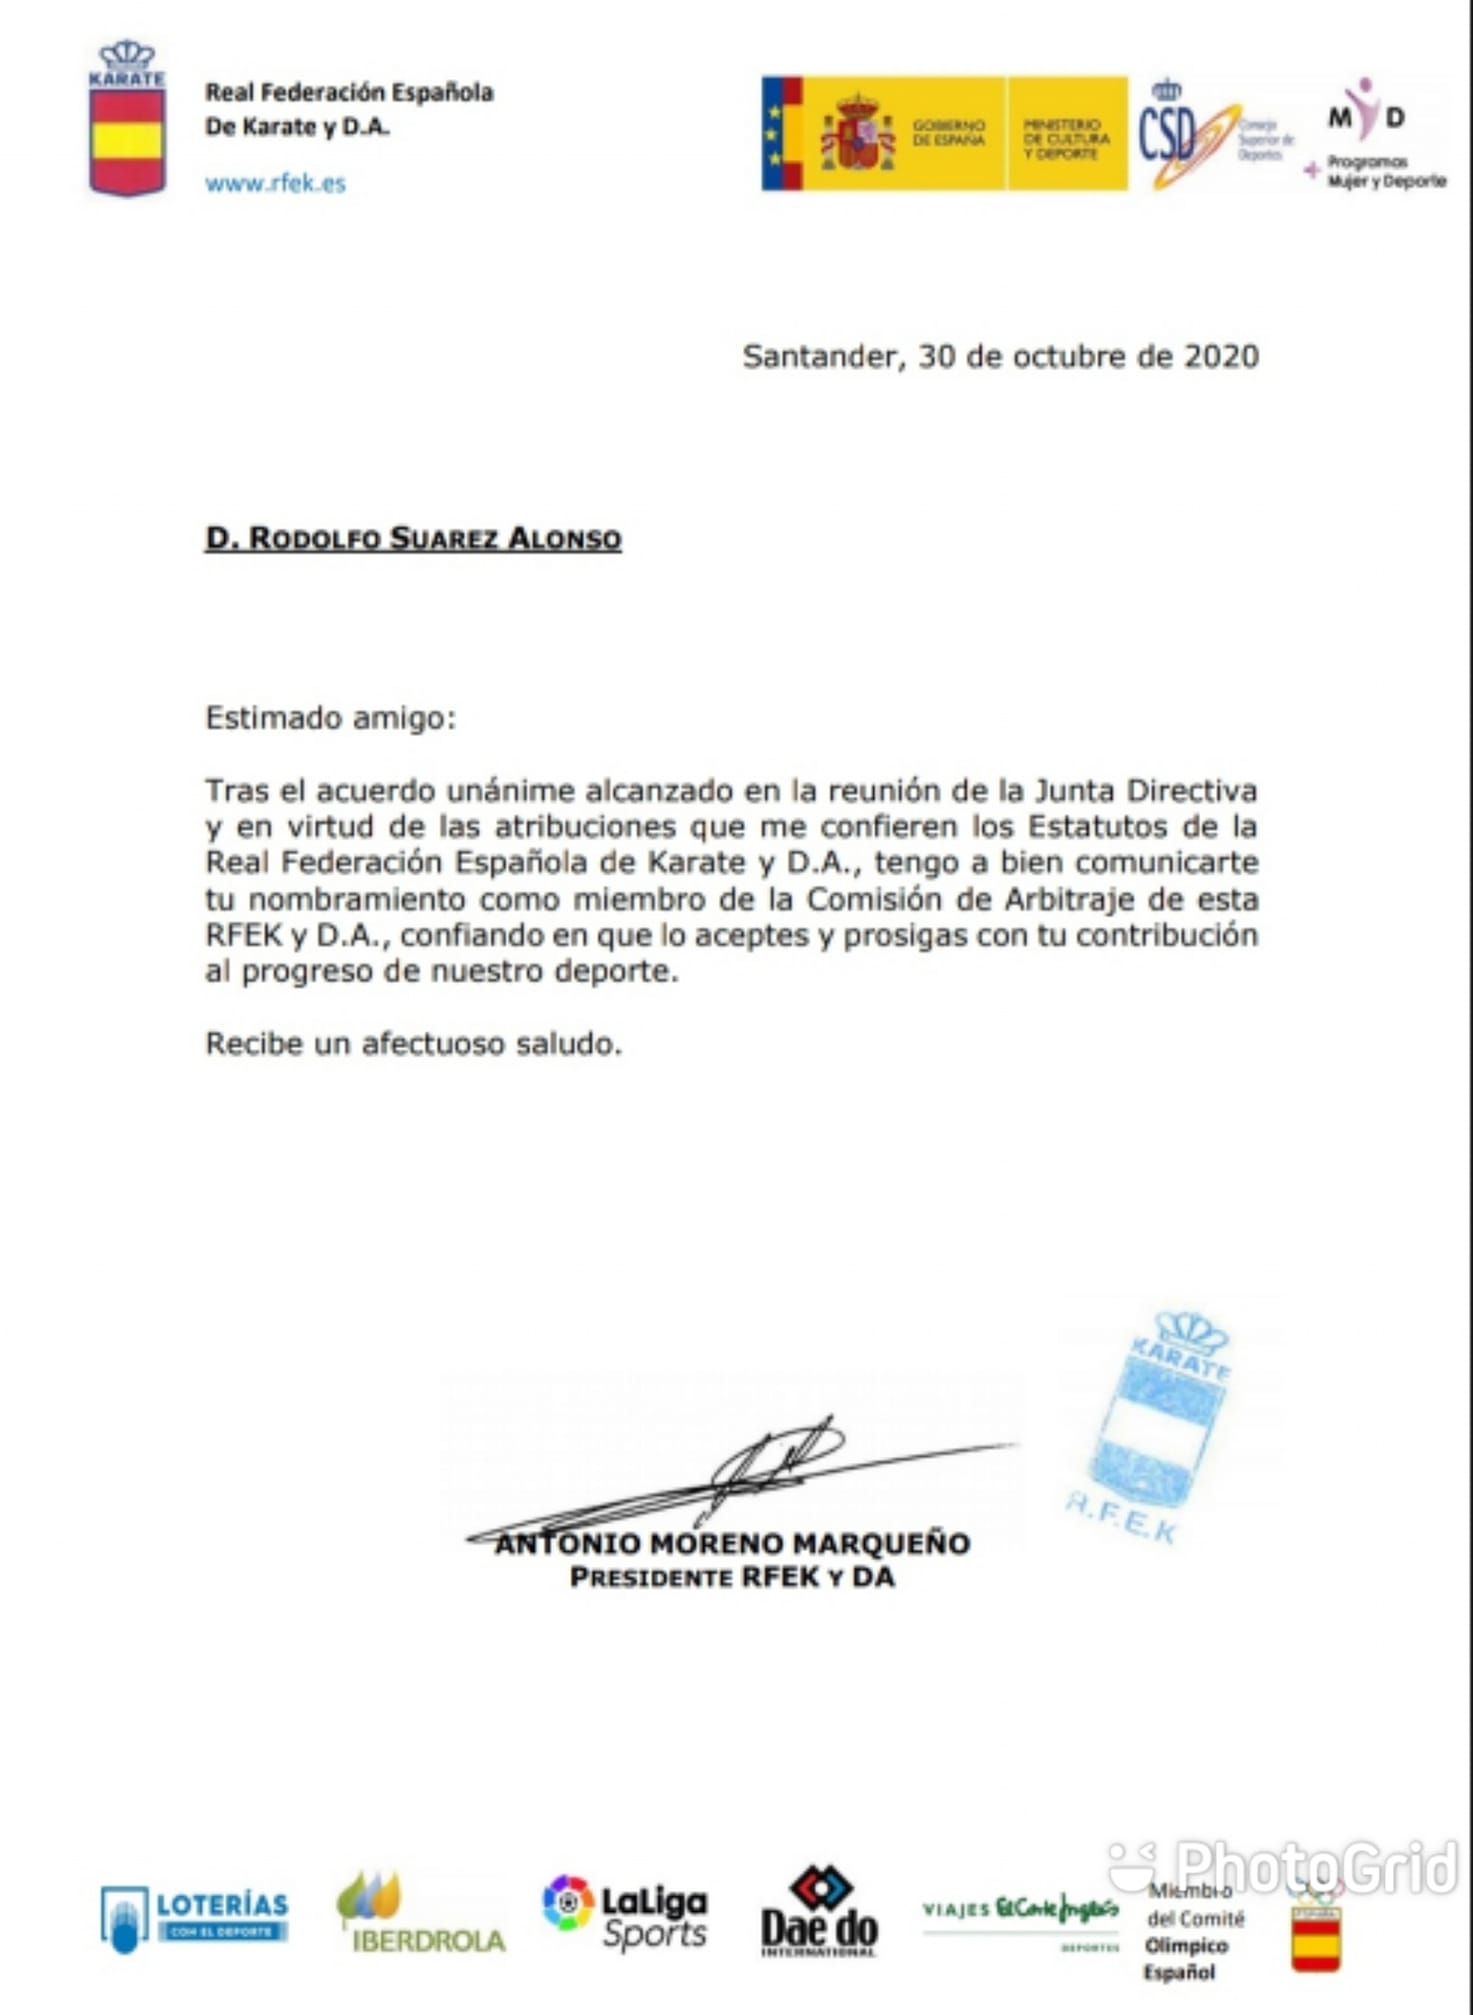 KARATE
Real Federación Española
De Karate y D.A.
www.rfek.es
GOBIERNO
DE ESPAÑA
MINISTERIO
DE CULTURA
Y DEPORTE
CSD
Consejo
Superior de
Deportes
M D
+ Programas
Mujer y Deporte
Santander, 30 de octubre de 2020
D. RODOLFO SUAREZ ALONSO
Estimado amigo:
Tras el acuerdo unánime alcanzado en la reunión de la Junta Directiva
y en virtud de las atribuciones que me confieren los Estatutos de la
Real Federación Española de Karate y D.A., tengo a bien comunicarte
tu nombramiento como miembro de la Comisión de Arbitraje de esta
RFEK y D.A., confiando en que lo aceptes y prosigas con tu contribución
al progreso de nuestro deporte.
Recibe un afectuoso saludo.
KARATE
R.F.E.K
ANTONIO MORENO MARQUEÑO
PRESIDENTE RFEK Y DA
PhotoGrid
LOTERÍAS
CON EL DEPORTE
IBERDROLA
LaLiga
Sports
Dae do
INTERNATIONAL
VIAJES El Corte Inglés
DEPORTES
Miembro
del Comité
Olímpico
Español
ESPAÑA